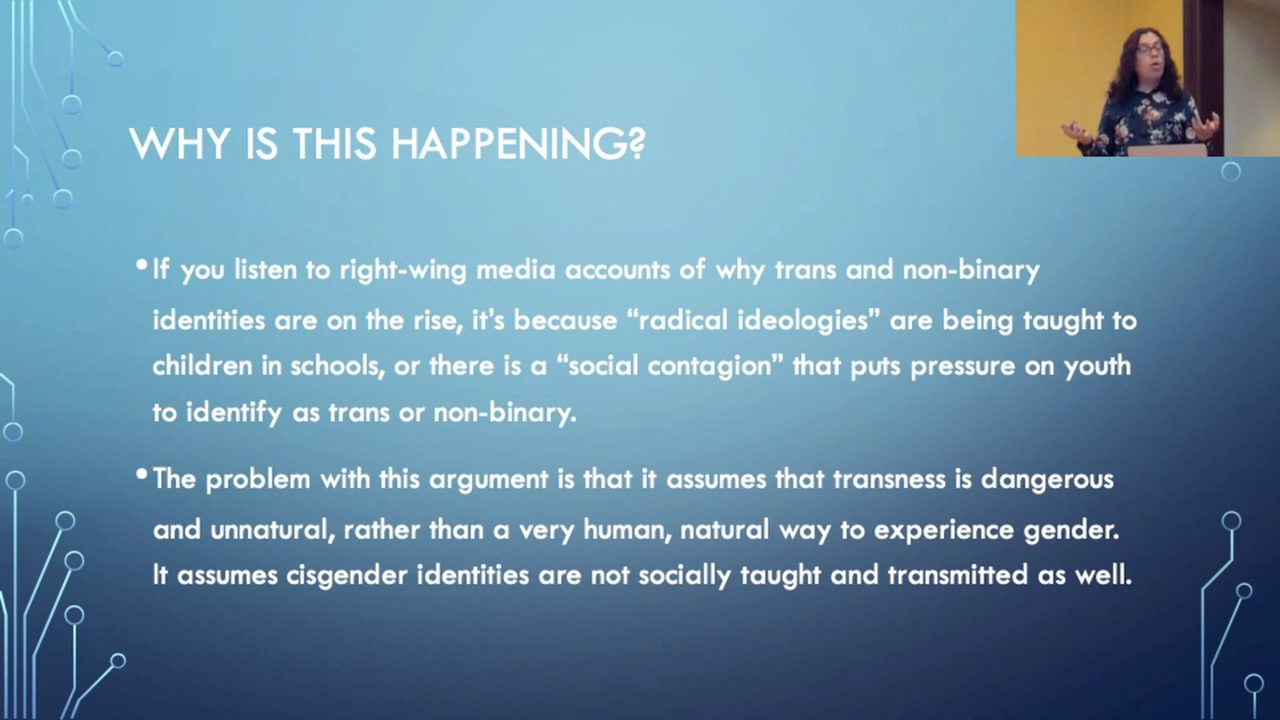 WHY IS THIS HAPPENING?
•If you listen to right-wing media accounts of why trans and non-binary
identities are on the rise, it's because “radical ideologies” are being taught to
children in schools, or there is a “social contagion” that puts pressure on youth
to identify as trans or non-binary.
•The problem with this argument is that it assumes that transness is dangerous
and unnatural, rather than a very human, natural way to experience gender.
It assumes cisgender identities are not socially taught and transmitted as well.